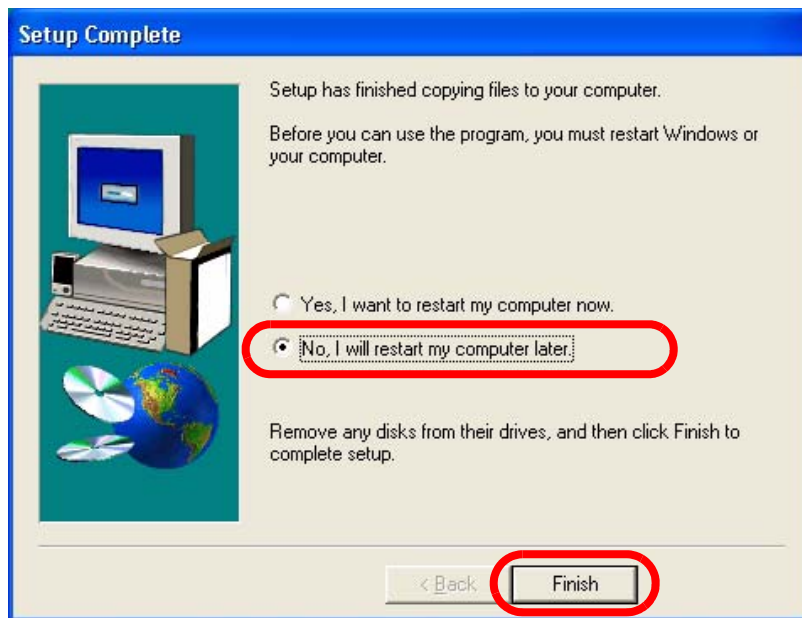 Setup Complete
Setup has finished copying files to your computer.
Before you can use the program, you must restart Windows or
your computer.
Yes, I want to restart my computer now.
No, I will restart my computer later.
Remove any disks from their drives, and then click Finish to
complete setup.
< Back
Finish